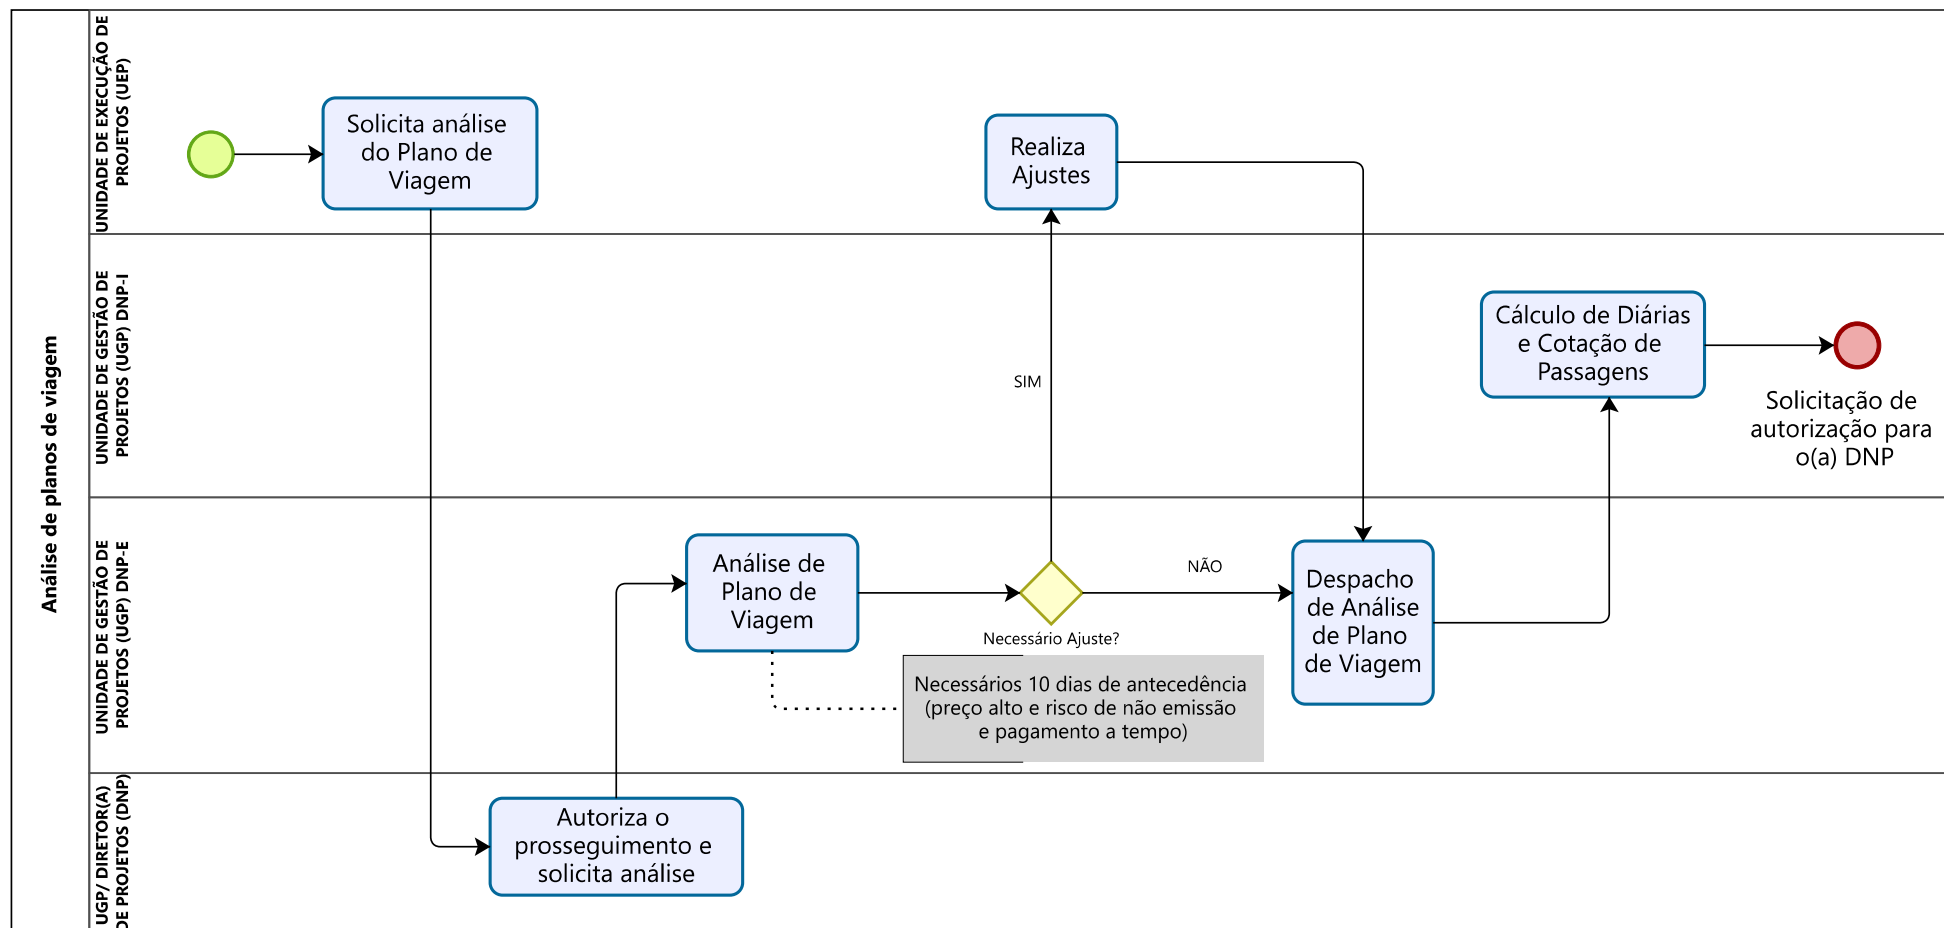 Análise de planos de viagem
UNIDADE DE EXECUÇÃO DE
PROJETOS (UEP)
Solicita análise
do Plano de
Viagem
Realiza
Ajustes
UNIDADE DE GESTÃO DE
PROJETOS (UGP) DNP-I
SIM
Cálculo de Diárias
e Cotação de
Passagens
Solicitação de
autorização para
o(a) DNP
UNIDADE DE GESTÃO DE
PROJETOS (UGP) DNP-E
Análise de
Plano de
Viagem
Necessário Ajuste?
NÃO
Necessários 10 dias de antecedência
(preço alto e risco de não emissão
e pagamento a tempo)
Despacho
de Análise
de Plano
de Viagem
UGP/ DIRETOR(A)
DE PROJETOS (DNP)
Autoriza o
prosseguimento e
solicita análise